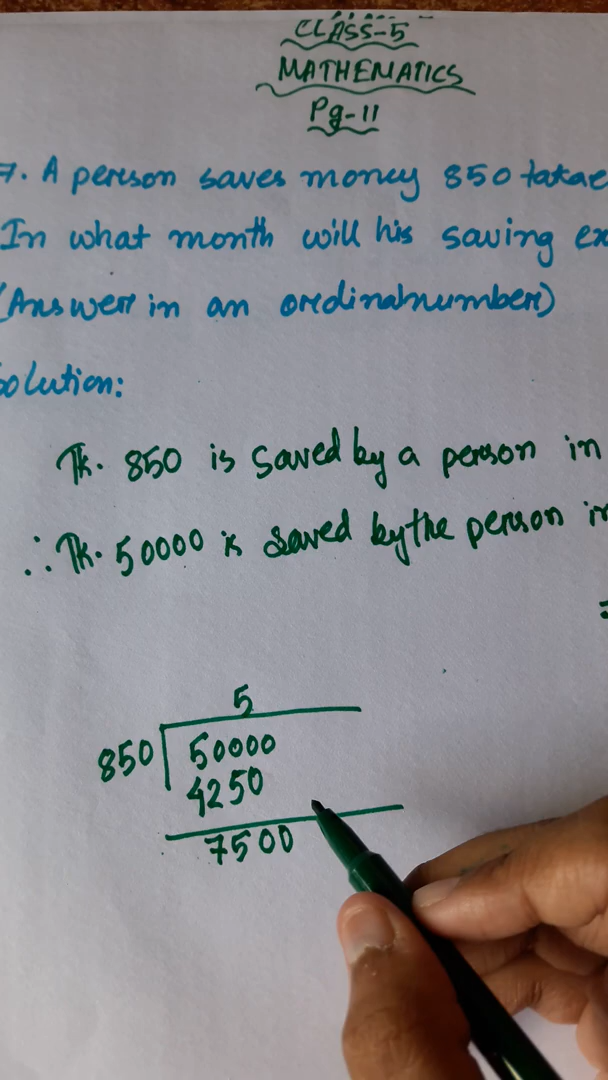 CLASS-5
MATHEMATICS
Pg-11
7. A person saves money 850 takae
In what month will his saving ex
(Answer in an ordinalnumber)
Solution:
Tk. 850 is saved by a person in
∴ Tk. 50000 is saved by the person in
=
5
850 50000
4250
7500